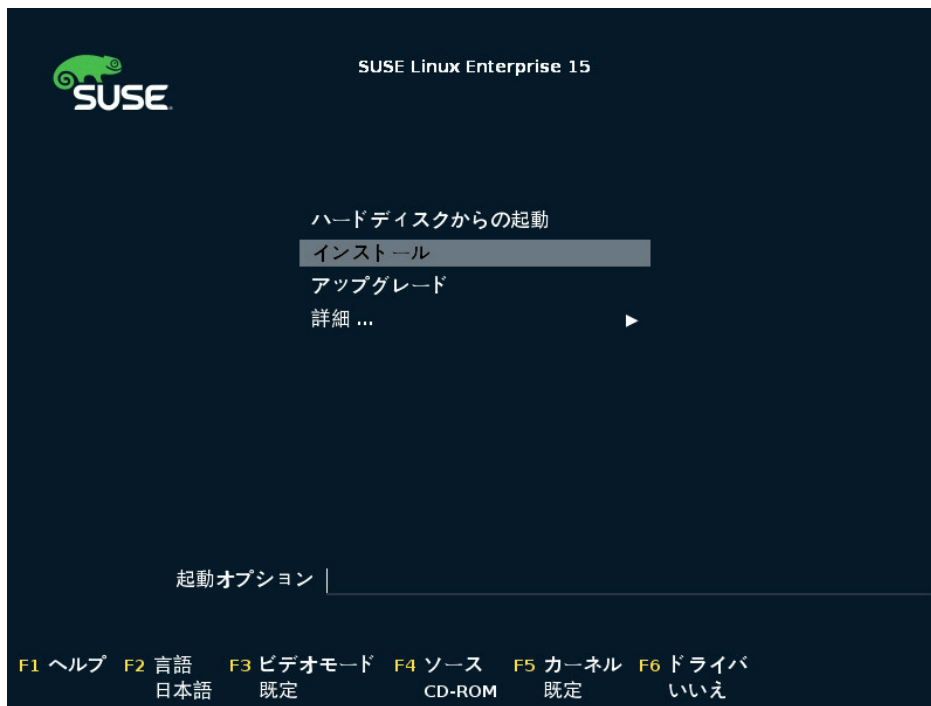 SUSE
SUSE Linux Enterprise 15
ハードディスクからの起動
インストール
アップグレード
詳細 ...
起動オプション
F1 ヘルプ F2 言語 F3 ビデオモード F4 ソース F5 カーネル F6 ドライバ
日本語 既定 CD-ROM 既定 いいえ